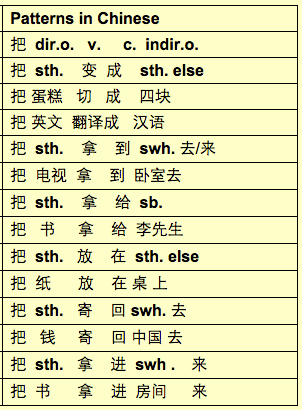 Patterns in Chinese
把 dir.o. v. c. indir.o.
把 sth. 变 成 sth. else
把 蛋糕 切 成 四块
把 英文 翻译成 汉语
把 sth. 拿 到 swh. 去/来
把 电视 拿 到 卧室去
把 sth. 拿 给 sb.
把 书 拿 给 李先生
把 sth. 放 在 sth. else
把 纸 放 在 桌 上
把 sth. 寄 回 swh. 去
把 钱 寄 回 中国 去
把 sth. 拿 进 swh . 来
把 书 拿 进 房间 来